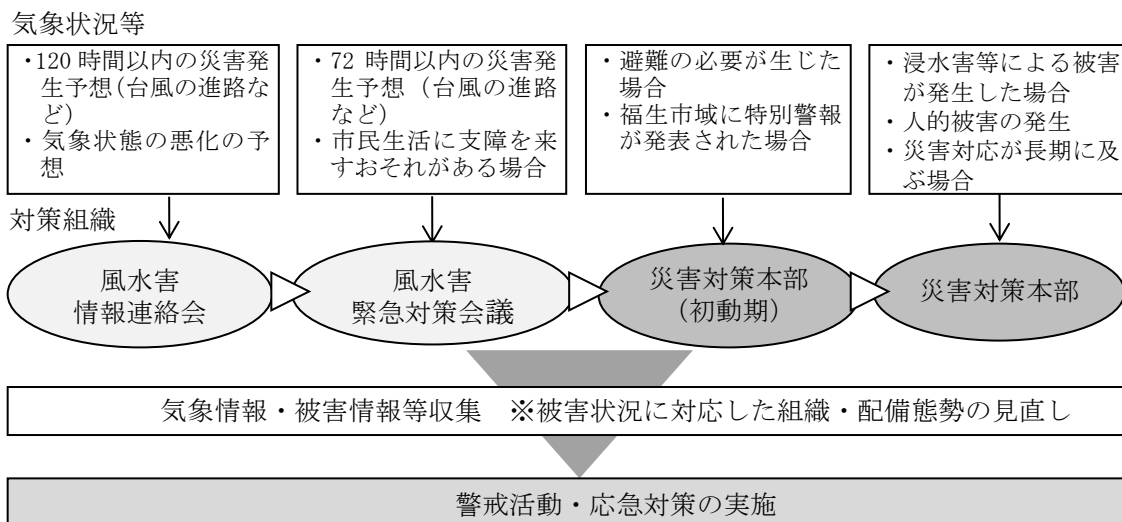 気象状況等
・120 時間以内の災害発
生予想(台風の進路な
ど)
・気象状態の悪化の予
想
・72 時間以内の災害発
生予想（台風の進路
など）
・市民生活に支障を来
すおそれがある場合
・避難の必要が生じた
場合
・福生市域に特別警報
が発表された場合
・浸水害等による被害
が発生した場合
・人的被害の発生
・災害対応が長期に及
ぶ場合
対策組織
風水害
情報連絡会
風水害
緊急対策会議
災害対策本部
(初動期)
災害対策本部
気象情報・被害情報等収集　※被害状況に対応した組織・配備態勢の見直し
警戒活動・応急対策の実施